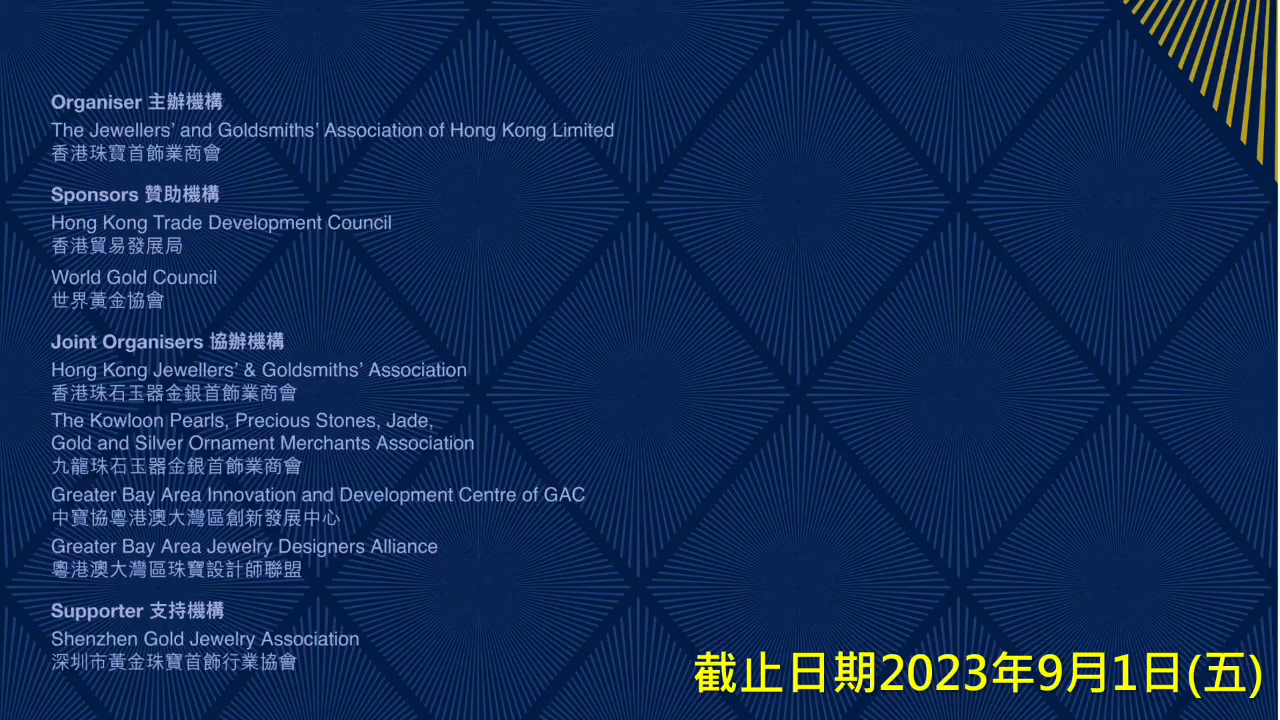 Organiser 主辦機構
The Jewellers’ and Goldsmiths’ Association of Hong Kong Limited
香港珠寶首飾業商會
Sponsors 贊助機構
Hong Kong Trade Development Council
香港貿易發展局
World Gold Council
世界黃金協會
Joint Organisers 協辦機構
Hong Kong Jewellers’ & Goldsmiths’ Association
香港珠石玉器金銀首飾業商會
The Kowloon Pearls, Precious Stones, Jade,
Gold and Silver Ornament Merchants Association
九龍珠石玉器金銀首飾業商會
Greater Bay Area Innovation and Development Centre of GAC
中寶協粵港澳大灣區創新發展中心
Greater Bay Area Jewelry Designers Alliance
粵港澳大灣區珠寶設計師聯盟
Supporter 支持機構
Shenzhen Gold Jewelry Association
深圳市黃金珠寶首飾行業協會
截止日期2023年9月1日(五)